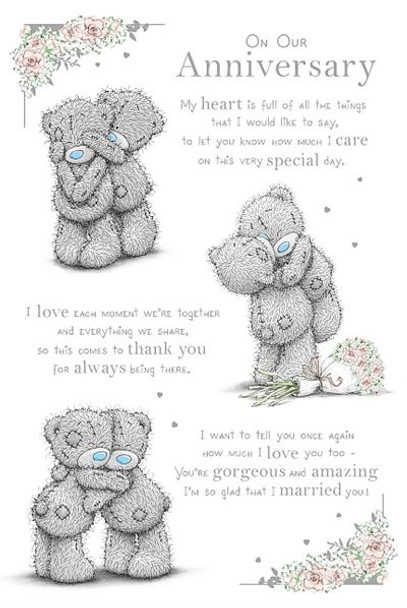 On Our
Anniversary
My heart is full of all the things
that I would like to say,
to let you know how much I care
on this very special day.
I love each moment we're together
and everything we share,
so this comes to thank you
for always being there.
I want to tell you once again
how much I love you too -
You're gorgeous and amazing
I'm so glad that I married you!